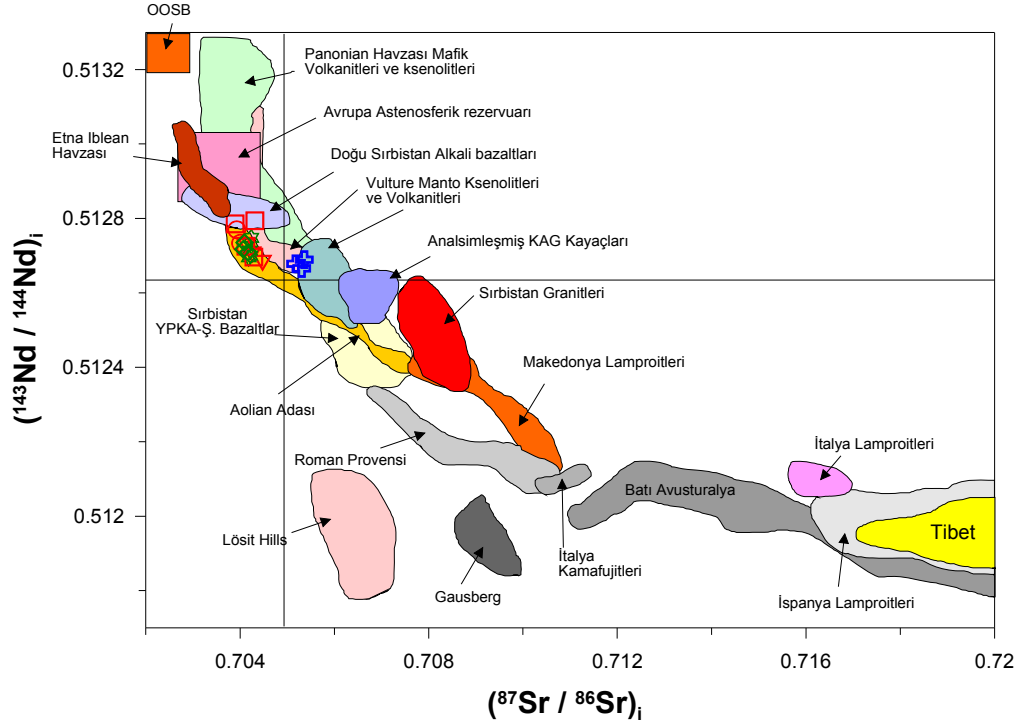 OOSB
Panonian Havzası Mafik
Volkanitleri ve ksenolitleri
Avrupa Astenosferik rezervuarı
Etna Iblean
Havzası
Doğu Sırbistan Alkali bazaltları
Vulture Manto Ksenolitleri
ve Volkanitleri
Analsimleşmiş KAG Kayaçları
Sırbistan Granitleri
Sırbistan
YPKA-Ş. Bazaltlar
Makedonya Lamproitleri
Aolian Adası
Roman Provensi
İtalya Lamproitleri
Batı Avusturalya
Lösit Hills
Tibet
İtalya
Kamafujitleri
Gausberg
İspanya Lamproitleri
0.5132
0.5128
0.5124
0.512
(¹⁴³Nd / ¹⁴⁴Nd)ᵢ
0.704
0.708
0.712
0.716
0.72
(⁸⁷Sr / ⁸⁶Sr)ᵢ